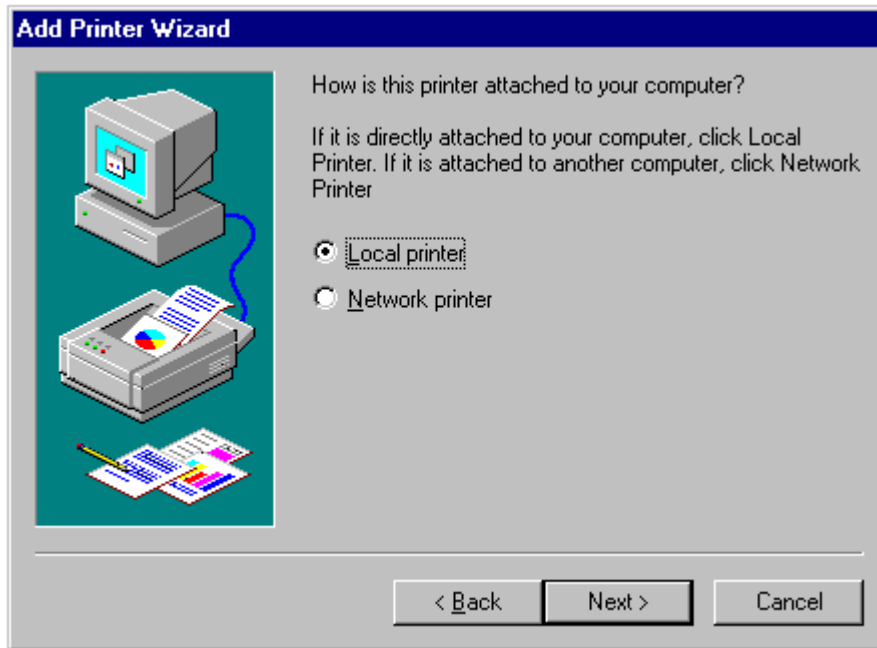 Add Printer Wizard
How is this printer attached to your computer?
If it is directly attached to your computer, click Local
Printer. If it is attached to another computer, click Network
Printer
Local printer
Network printer
< Back
Next >
Cancel